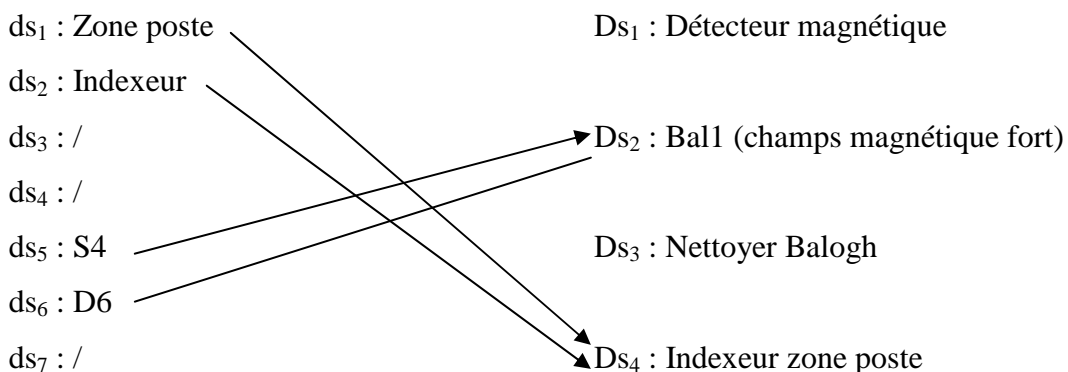 ds₁ : Zone poste
Ds₁ : Détecteur magnétique
ds₂ : Indexeur
ds₃ : /
Ds₂ : Bal1 (champs magnétique fort)
ds₄ : /
ds₅ : S4
Ds₃ : Nettoyer Balogh
ds₆ : D6
ds₇ : /
Ds₄ : Indexeur zone poste